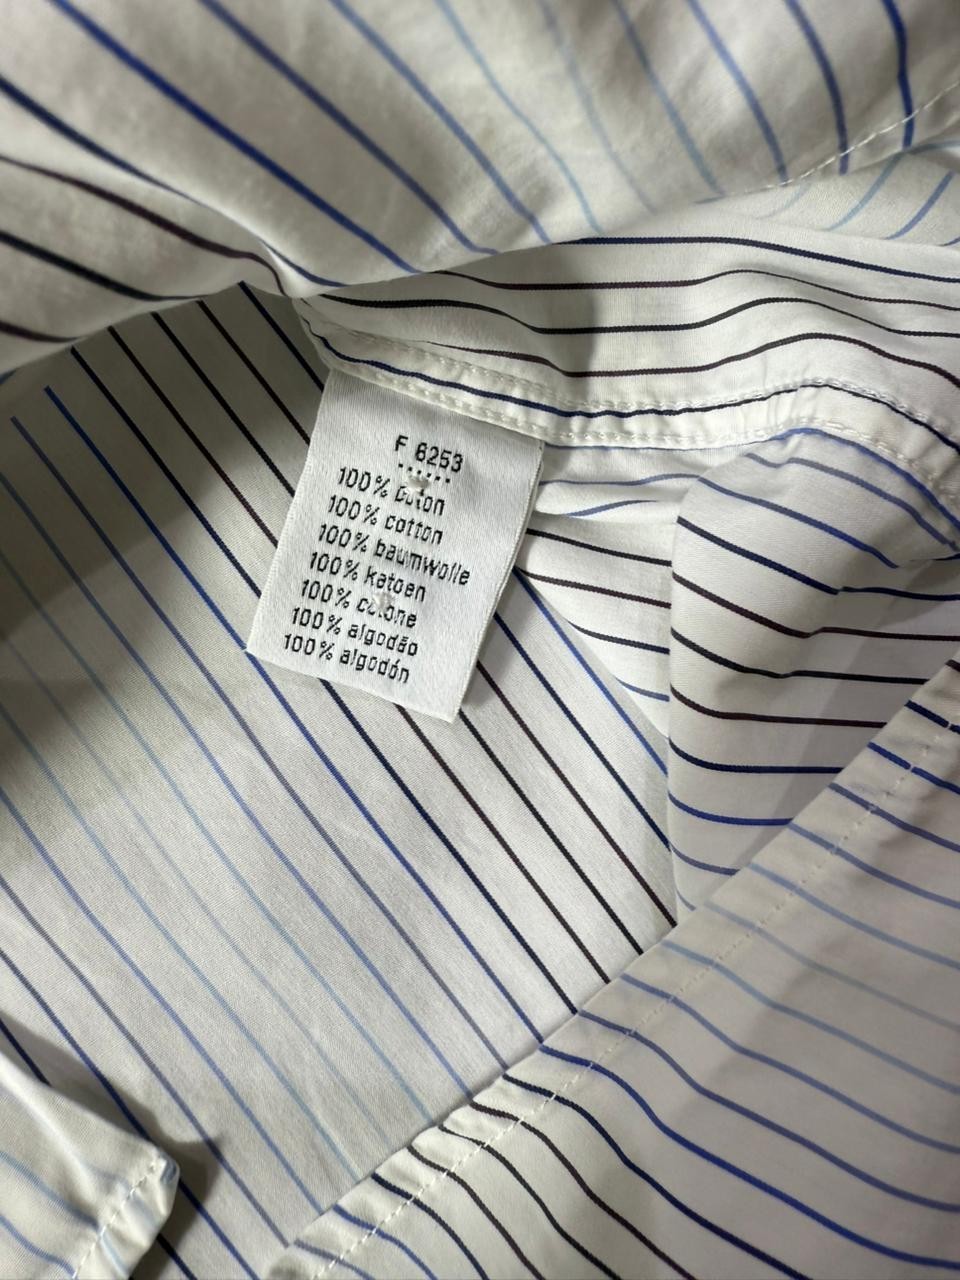 F 6253
100% coton
100% cotton
100% baumwolle
100% katoen
100% cotone
100% algodão
100% algodón